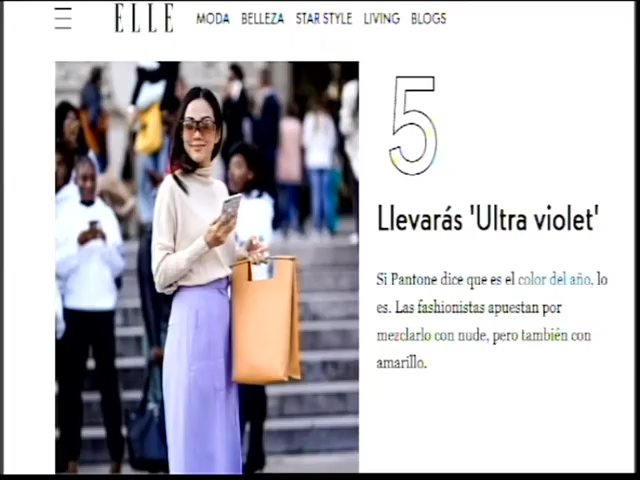 ELLE MODA BELLEZA STAR STYLE LIVING BLOGS
5
Llevarás 'Ultra violet'
Si Pantone dice que es el color del año, lo
es. Las fashionistas apuestan por
mezclarlo con nude, pero también con
amarillo.